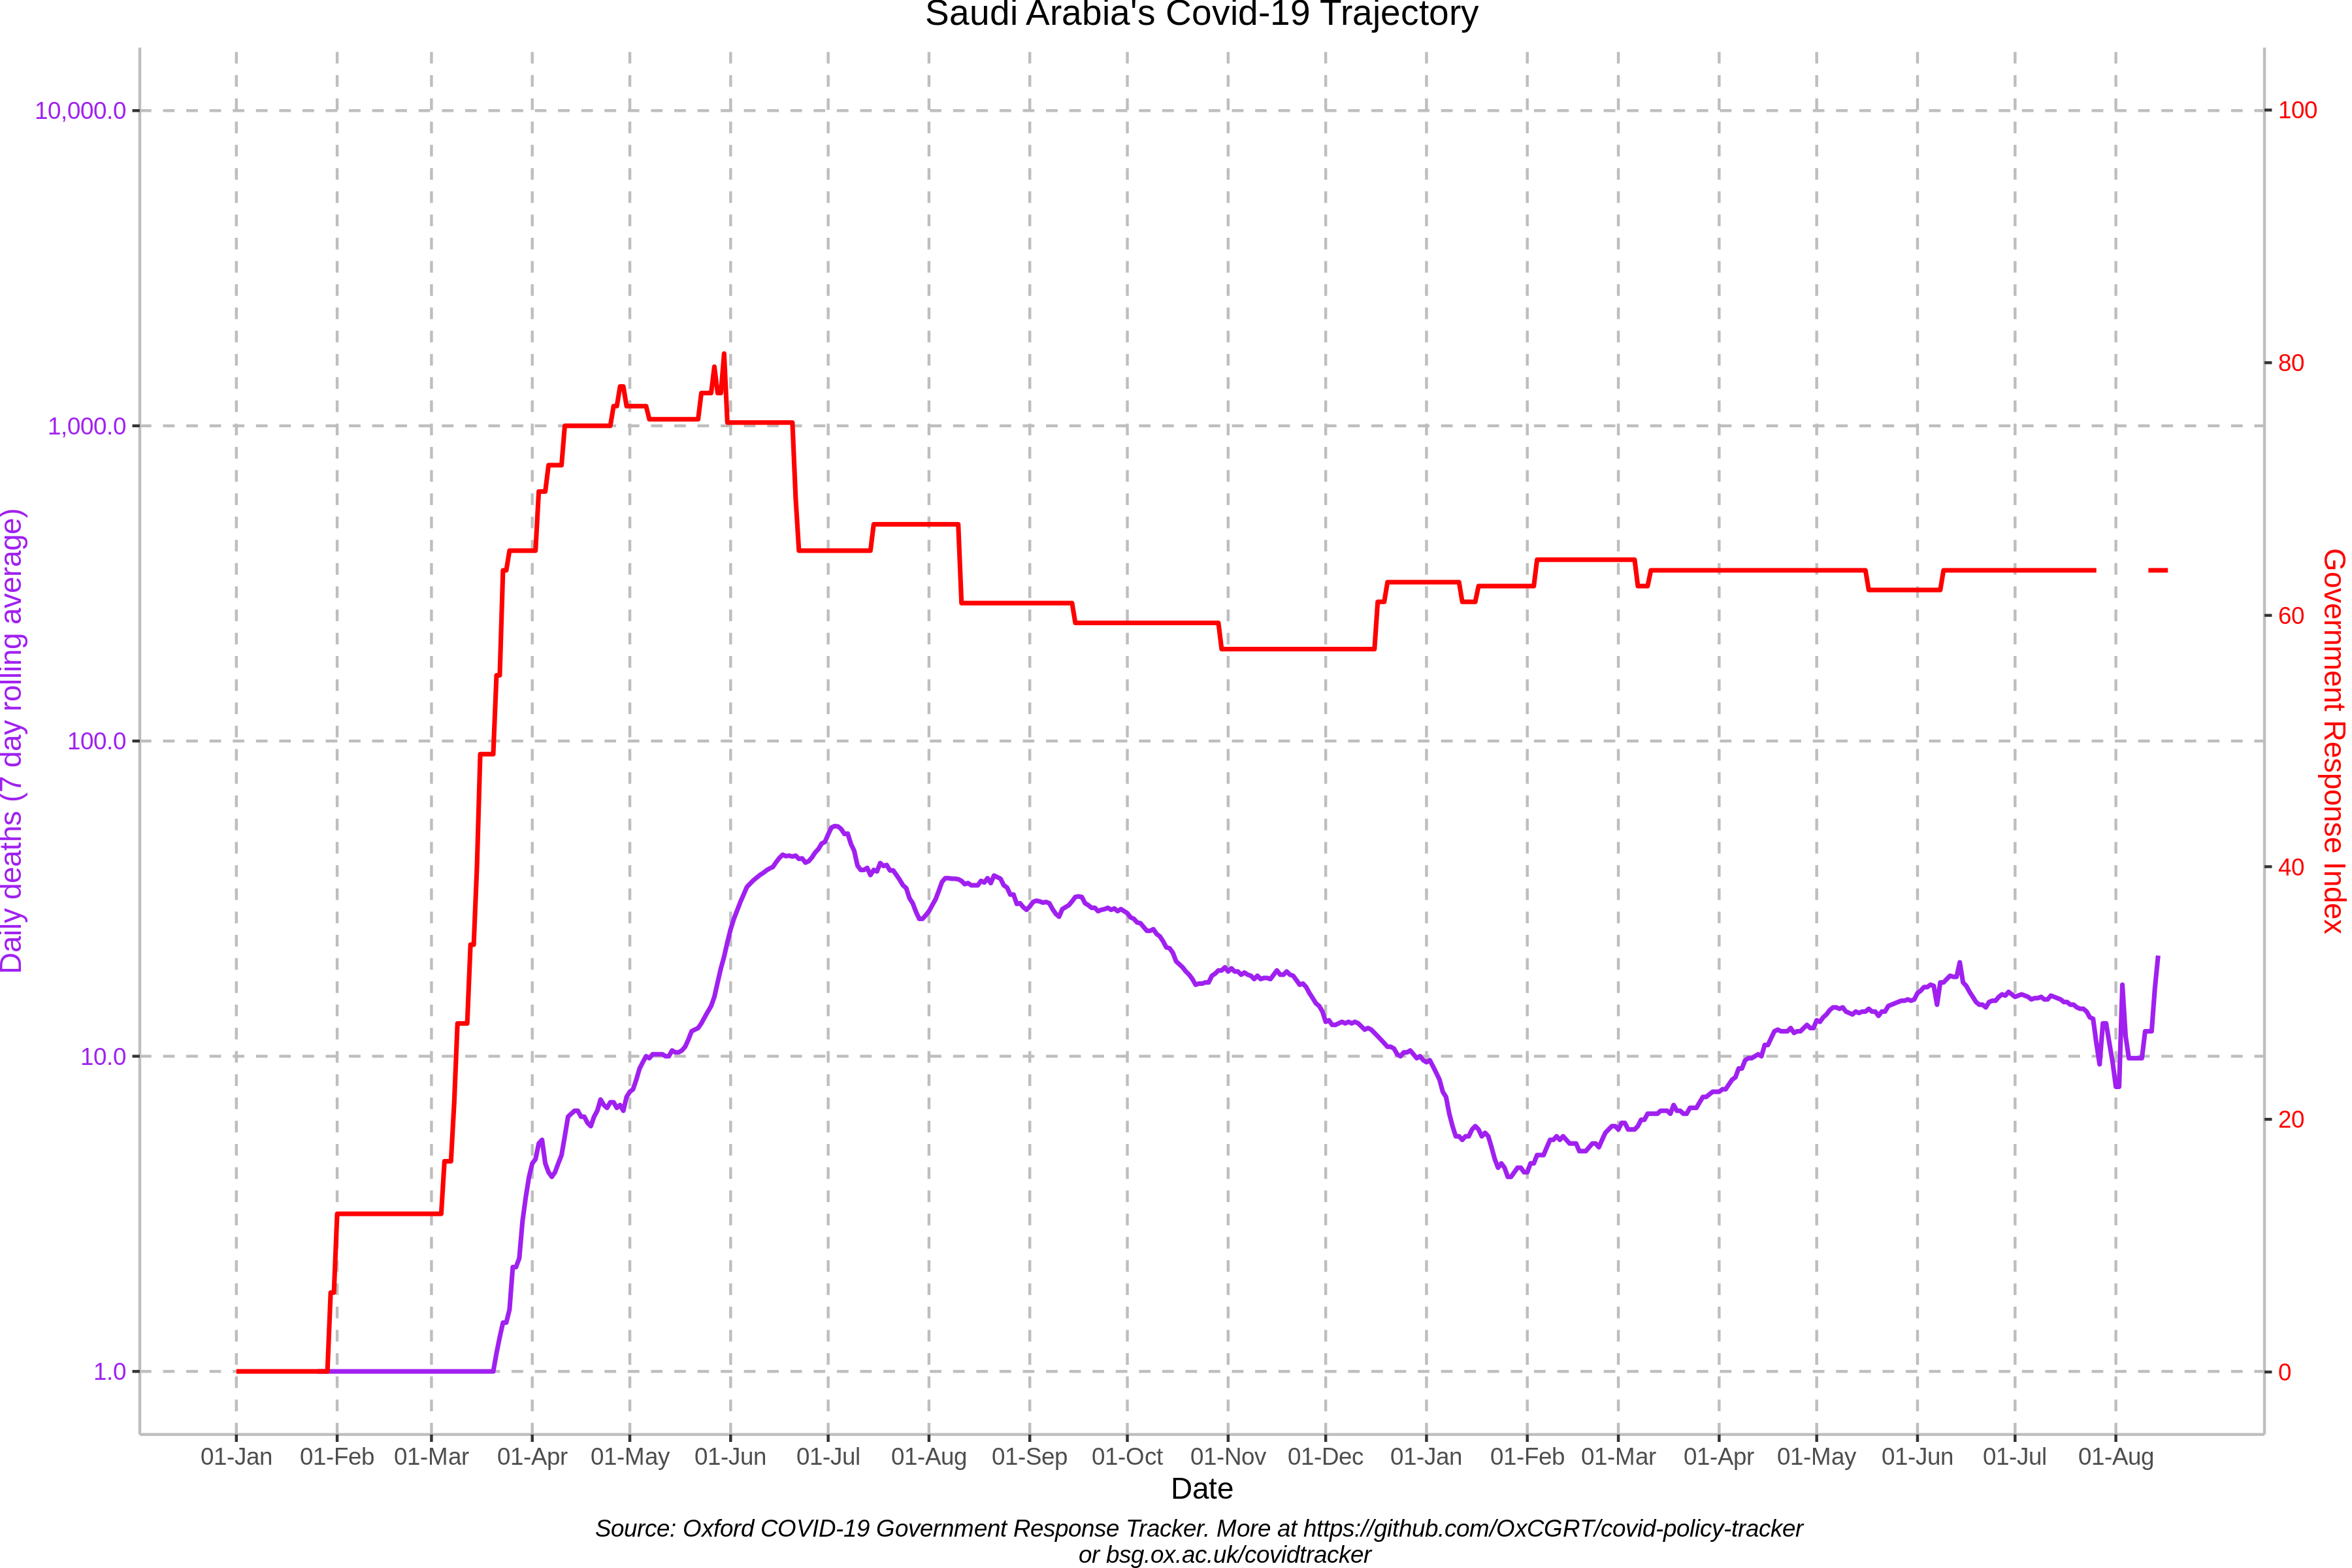 Saudi Arabia's Covid-19 Trajectory
10,000.0
1,000.0
100.0
10.0
1.0
Daily deaths (7 day rolling average)
100
80
60
40
20
0
Government Response Index
01-Jan 01-Feb 01-Mar 01-Apr 01-May 01-Jun 01-Jul 01-Aug 01-Sep 01-Oct 01-Nov 01-Dec 01-Jan 01-Feb 01-Mar 01-Apr 01-May 01-Jun 01-Jul 01-Aug
Date
Source: Oxford COVID-19 Government Response Tracker. More at https://github.com/OxCGRT/covid-policy-tracker
or bsg.ox.ac.uk/covidtracker